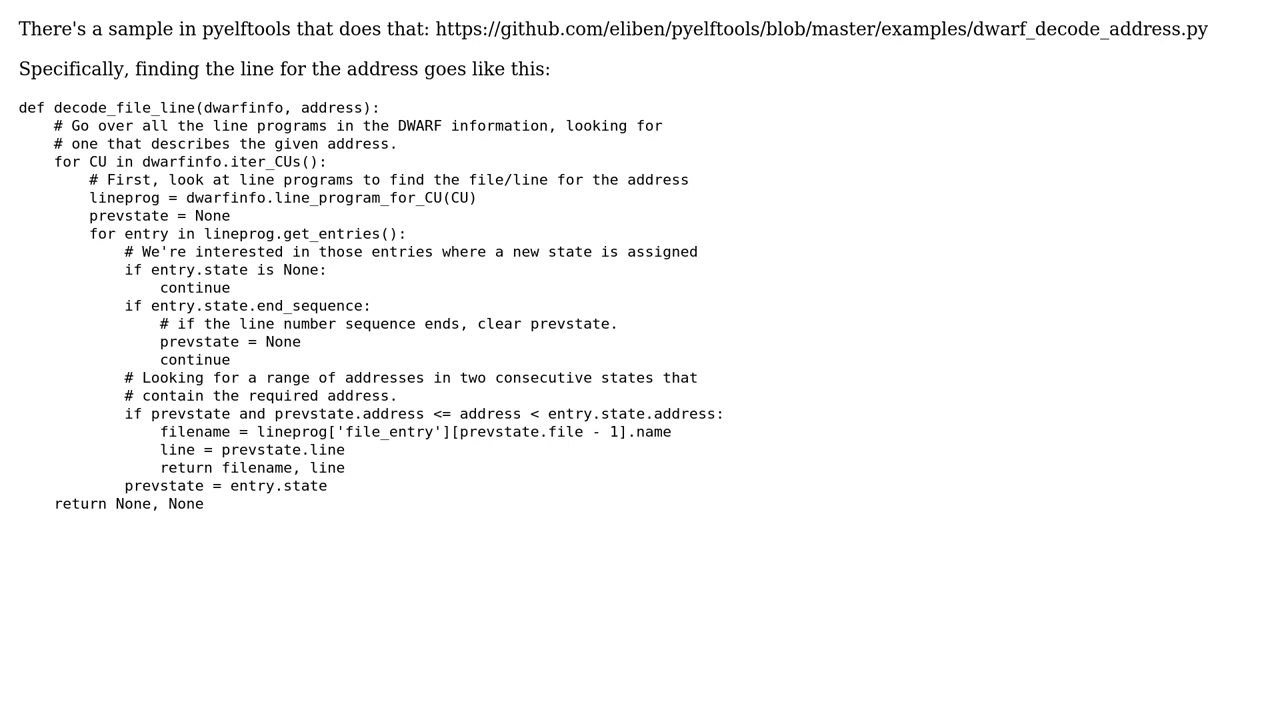 There's a sample in pyelftools that does that: https://github.com/eliben/pyelftools/blob/master/examples/dwarf_decode_address.py
Specifically, finding the line for the address goes like this:
def decode_file_line(dwarfinfo, address):
    # Go over all the line programs in the DWARF information, looking for
    # one that describes the given address.
    for CU in dwarfinfo.iter_CUs():
        # First, look at line programs to find the file/line for the address
        lineprog = dwarfinfo.line_program_for_CU(CU)
        prevstate = None
        for entry in lineprog.get_entries():
            # We're interested in those entries where a new state is assigned
            if entry.state is None:
                continue
            if entry.state.end_sequence:
                # if the line number sequence ends, clear prevstate.
                prevstate = None
                continue
            # Looking for a range of addresses in two consecutive states that
            # contain the required address.
            if prevstate and prevstate.address <= address < entry.state.address:
                filename = lineprog['file_entry'][prevstate.file - 1].name
                line = prevstate.line
                return filename, line
            prevstate = entry.state
    return None, None